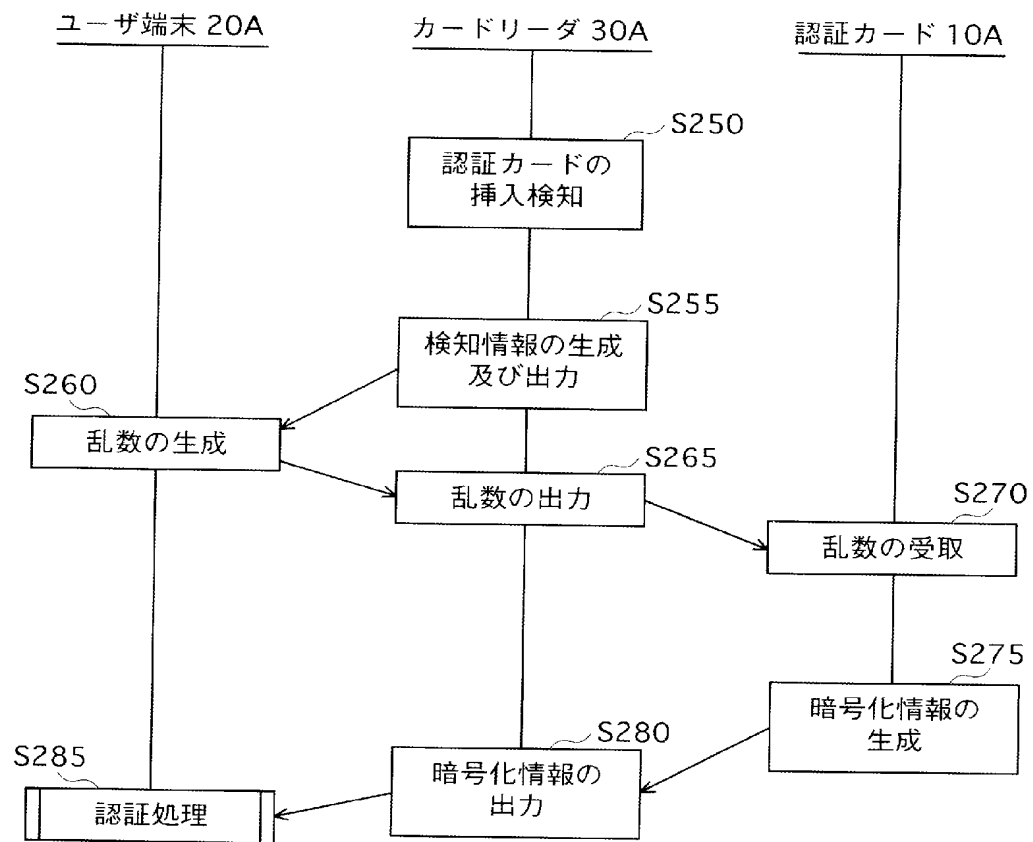 ユーザ端末 20A
カードリーダ 30A
認証カード 10A
S250
認証カードの
挿入検知
S255
検知情報の生成
及び出力
S260
乱数の生成
S265
乱数の出力
S270
乱数の受取
S275
暗号化情報の
生成
S280
暗号化情報の
出力
S285
認証処理